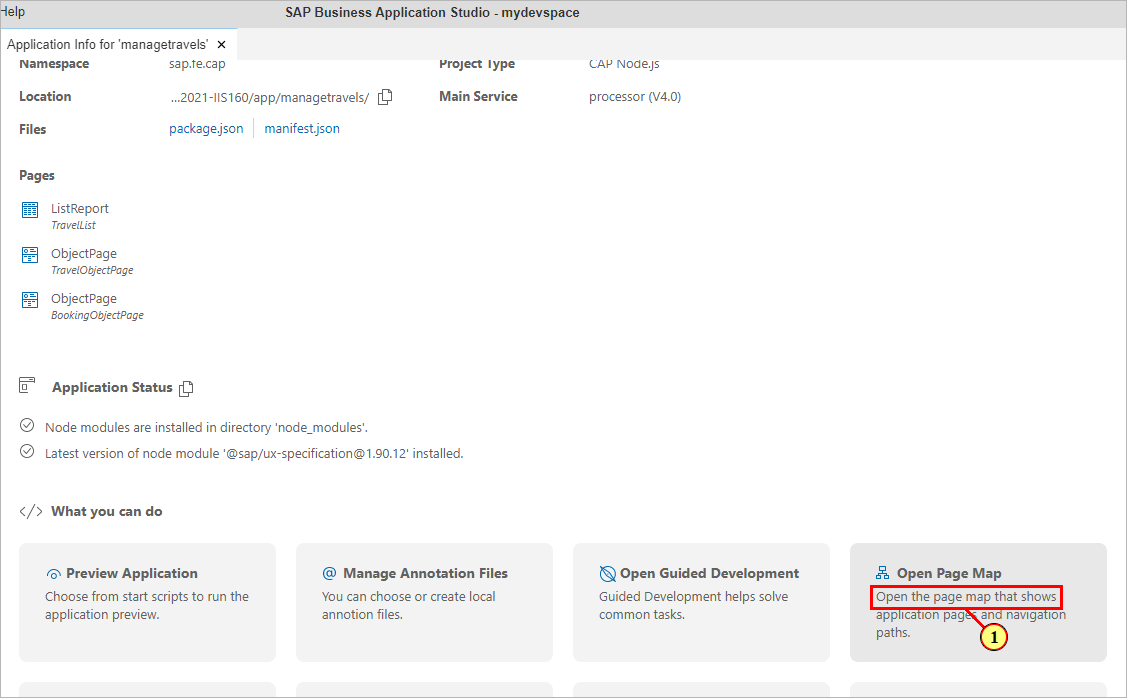 Help
SAP Business Application Studio - mydevspace
Application Info for 'managetravels' ×
Namespace sap.fe.cap Project Type CAP Node.js
Location ...2021-IIS160/app/managetravels/ Main Service processor (V4.0)
Files package.json manifest.json
Pages
ListReport
TravelList
ObjectPage
TravelObjectPage
ObjectPage
BookingObjectPage
Application Status
Node modules are installed in directory 'node_modules'.
Latest version of node module '@sap/ux-specification@1.90.12' installed.
</> What you can do
Preview Application
Choose from start scripts to run the
application preview.
@ Manage Annotation Files
You can choose or create local
annotion files.
Open Guided Development
Guided Development helps solve
common tasks.
Open Page Map
Open the page map that shows
application pages and navigation
paths.
1